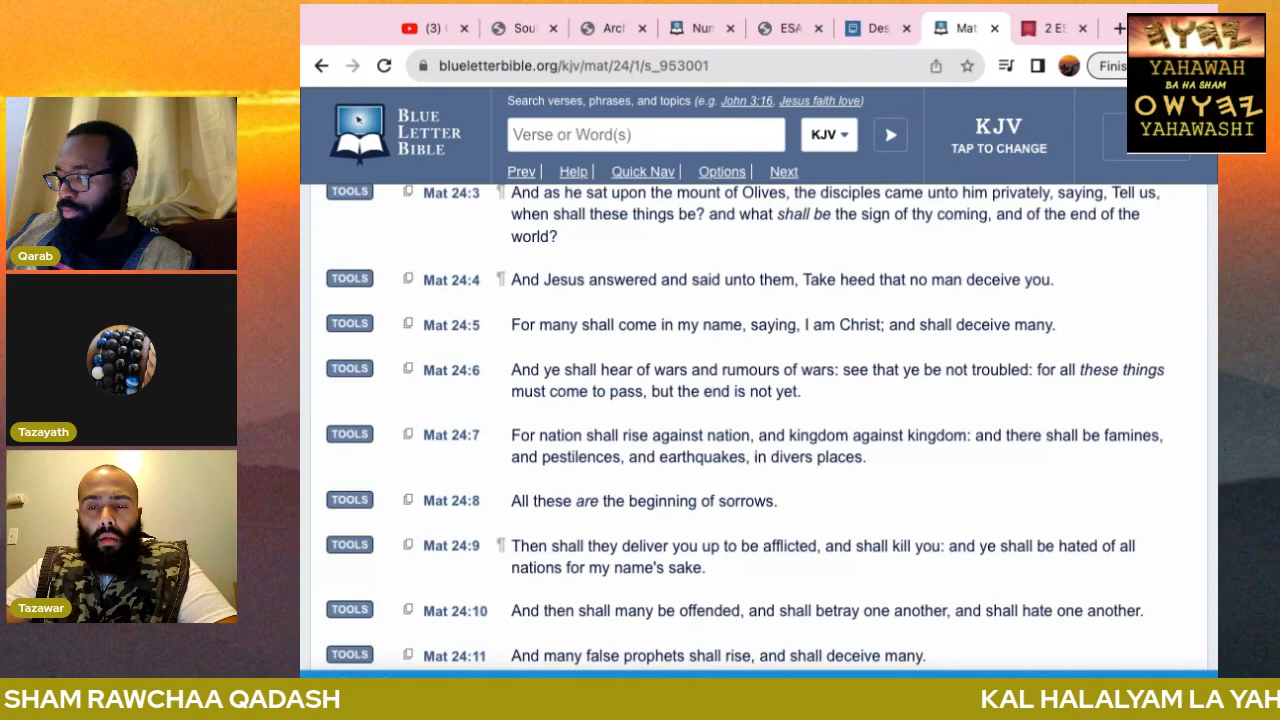 (3)
Sou
Arc
Nur
ESA
Des
Mat
2 E
blueletterbible.org/kjv/mat/24/1/s_953001
Finis
YAHAWAH
BA HA SHAM
YAHAWASHI
BLUE
LETTER
BIBLE
Search verses, phrases, and topics (e.g. John 3:16, Jesus faith love)
Verse or Word(s)
KJV
KJV
TAP TO CHANGE
Prev | Help | Quick Nav | Options | Next
TOOLS Mat 24:3 ¶ And as he sat upon the mount of Olives, the disciples came unto him privately, saying, Tell us,
when shall these things be? and what shall be the sign of thy coming, and of the end of the
world?
TOOLS Mat 24:4 ¶ And Jesus answered and said unto them, Take heed that no man deceive you.
TOOLS Mat 24:5 For many shall come in my name, saying, I am Christ; and shall deceive many.
TOOLS Mat 24:6 And ye shall hear of wars and rumours of wars: see that ye be not troubled: for all these things
must come to pass, but the end is not yet.
TOOLS Mat 24:7 For nation shall rise against nation, and kingdom against kingdom: and there shall be famines,
and pestilences, and earthquakes, in divers places.
TOOLS Mat 24:8 All these are the beginning of sorrows.
TOOLS Mat 24:9 ¶ Then shall they deliver you up to be afflicted, and shall kill you: and ye shall be hated of all
nations for my name's sake.
TOOLS Mat 24:10 And then shall many be offended, and shall betray one another, and shall hate one another.
TOOLS Mat 24:11 And many false prophets shall rise, and shall deceive many.
Qarab
Tazayath
Tazawar
SHAM RAWCHAA QADASH
KAL HALALYAM LA YAH